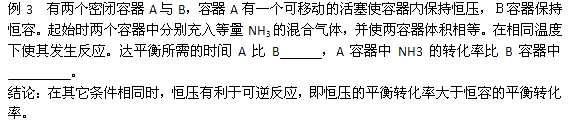 例 3 有两个密闭容器 A 与 B，容器 A 有一个可移动的活塞使容器内保持恒压，B容器保持
恒容。起始时两个容器中分别充入等量 NH₃ 的混合气体，并使两容器体积相等。在相同温度
下使其发生反应。达平衡所需的时间 A 比 B______，A 容器中 NH3 的转化率比 B 容器中
_________。
结论：在其它条件相同时，恒压有利于可逆反应，即恒压的平衡转化率大于恒容的平衡转化
率。